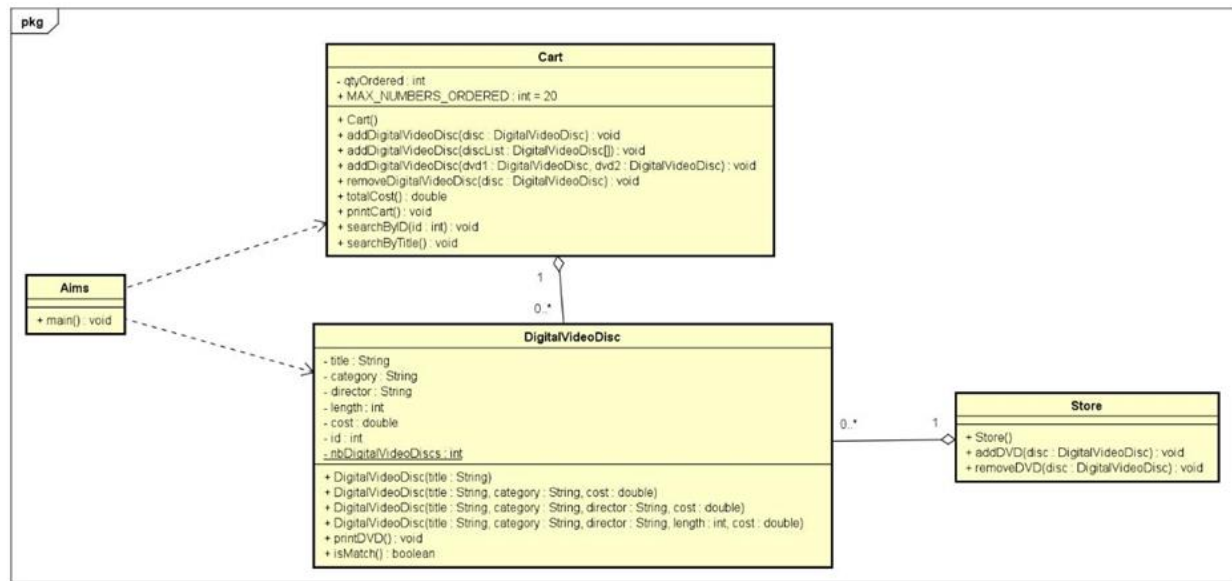 pkg
Cart
- qtyOrdered : int
+ MAX_NUMBERS_ORDERED : int = 20
+ Cart()
+ addDigitalVideoDisc(disc : DigitalVideoDisc) : void
+ addDigitalVideoDisc(discList : DigitalVideoDisc[]) : void
+ addDigitalVideoDisc(dvd1 : DigitalVideoDisc, dvd2 : DigitalVideoDisc) : void
+ removeDigitalVideoDisc(disc : DigitalVideoDisc) : void
+ totalCost() : double
+ printCart() : void
+ searchByID(id : int) : void
+ searchByTitle() : void
1
0..*
Aims
+ main() : void
DigitalVideoDisc
- title : String
- category : String
- director : String
- length : int
- cost : double
- id : int
- nbDigitalVideoDiscs : int
+ DigitalVideoDisc(title : String)
+ DigitalVideoDisc(title : String, category : String, cost : double)
+ DigitalVideoDisc(title : String, category : String, director : String, cost : double)
+ DigitalVideoDisc(title : String, category : String, director : String, length : int, cost : double)
+ printDVD() : void
+ isMatch() : boolean
0..*
1
Store
+ Store()
+ addDVD(disc : DigitalVideoDisc) : void
+ removeDVD(disc : DigitalVideoDisc) : void